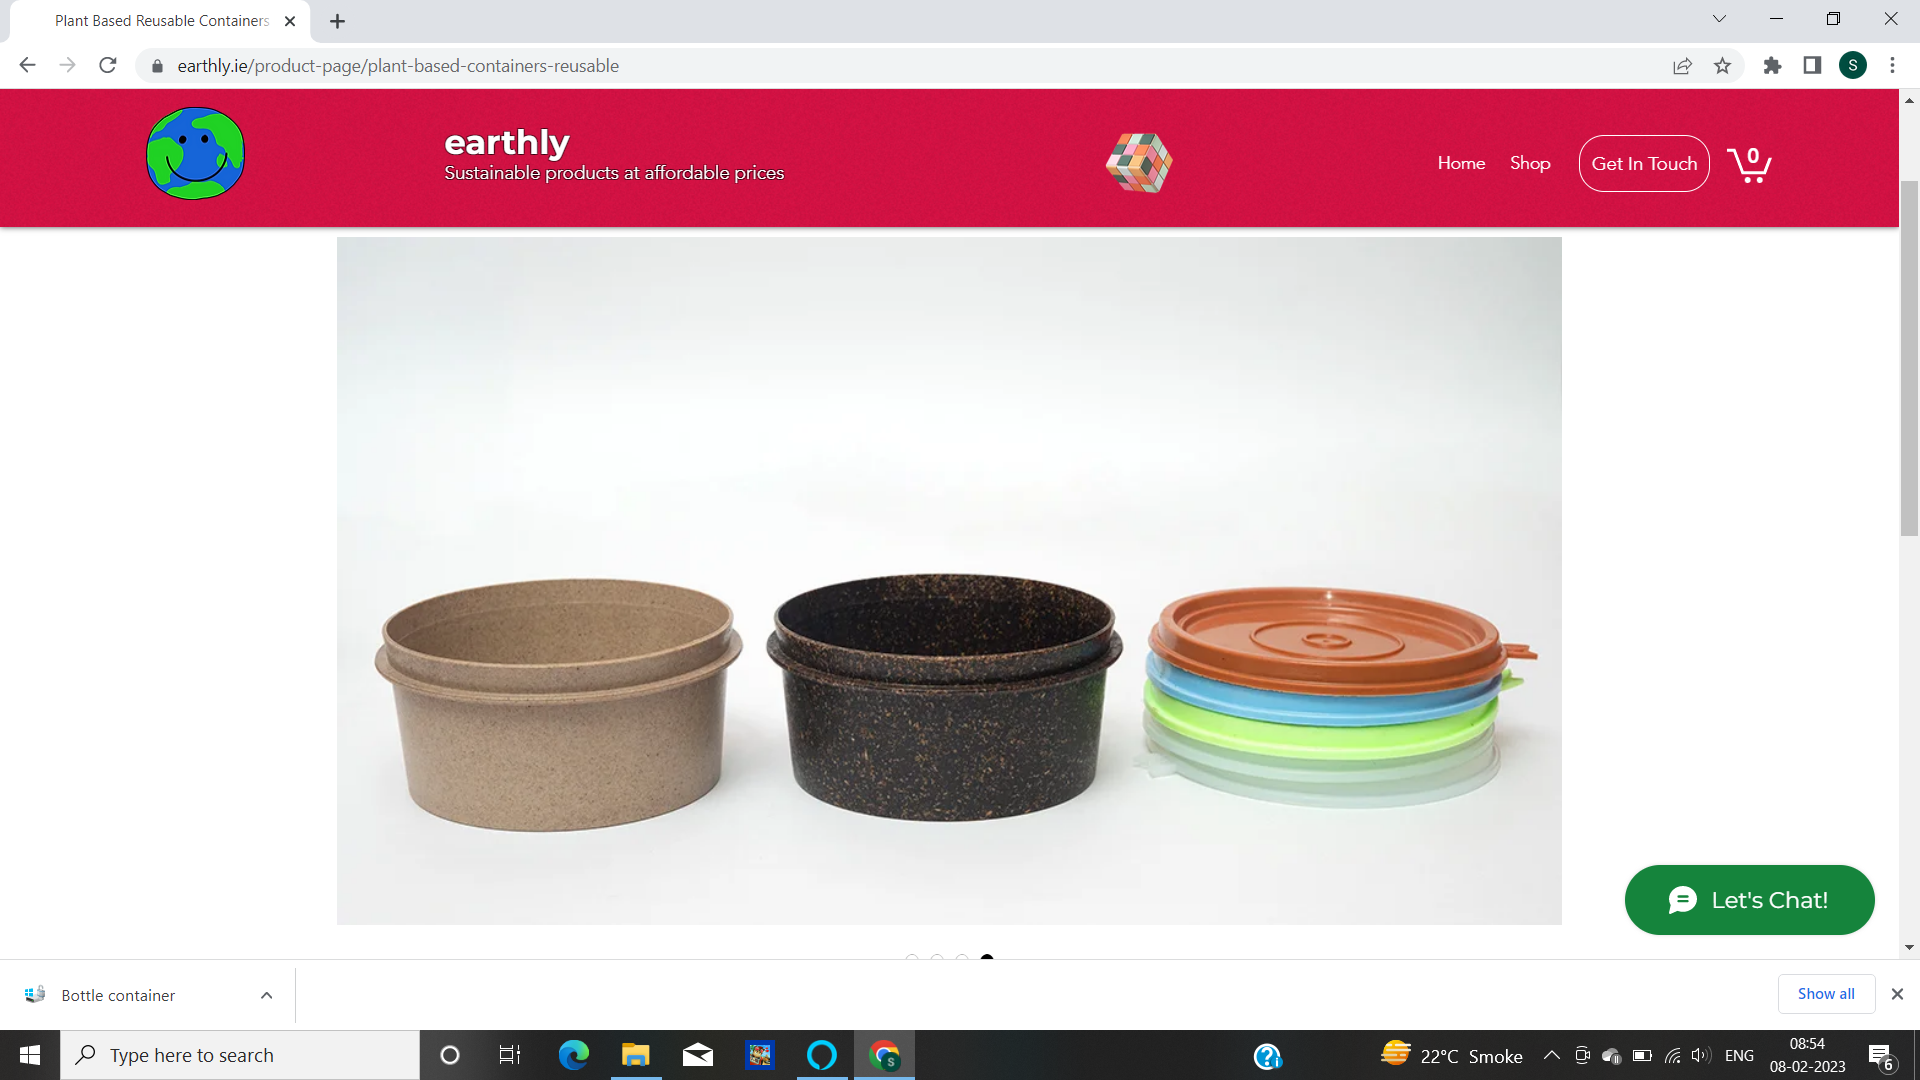 Plant Based Reusable Containers
earthly.ie/product-page/plant-based-containers-reusable
S
earthly
Sustainable products at affordable prices
Home
Shop
Get In Touch
0
Let's Chat!
Bottle container
Show all
Type here to search
S
22°C Smoke
ENG
08:54
08-02-2023
6